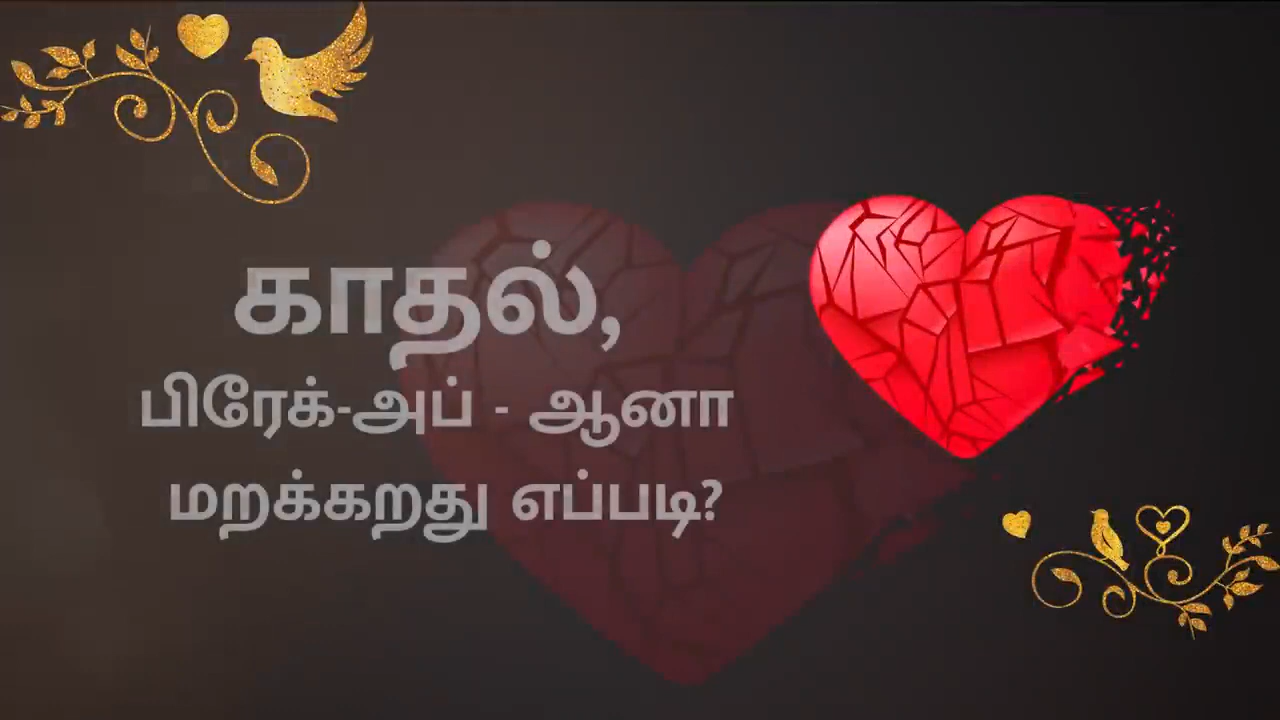 காதல்,
பிரேக்-அப் - ஆனா
மறக்கறது எப்படி?